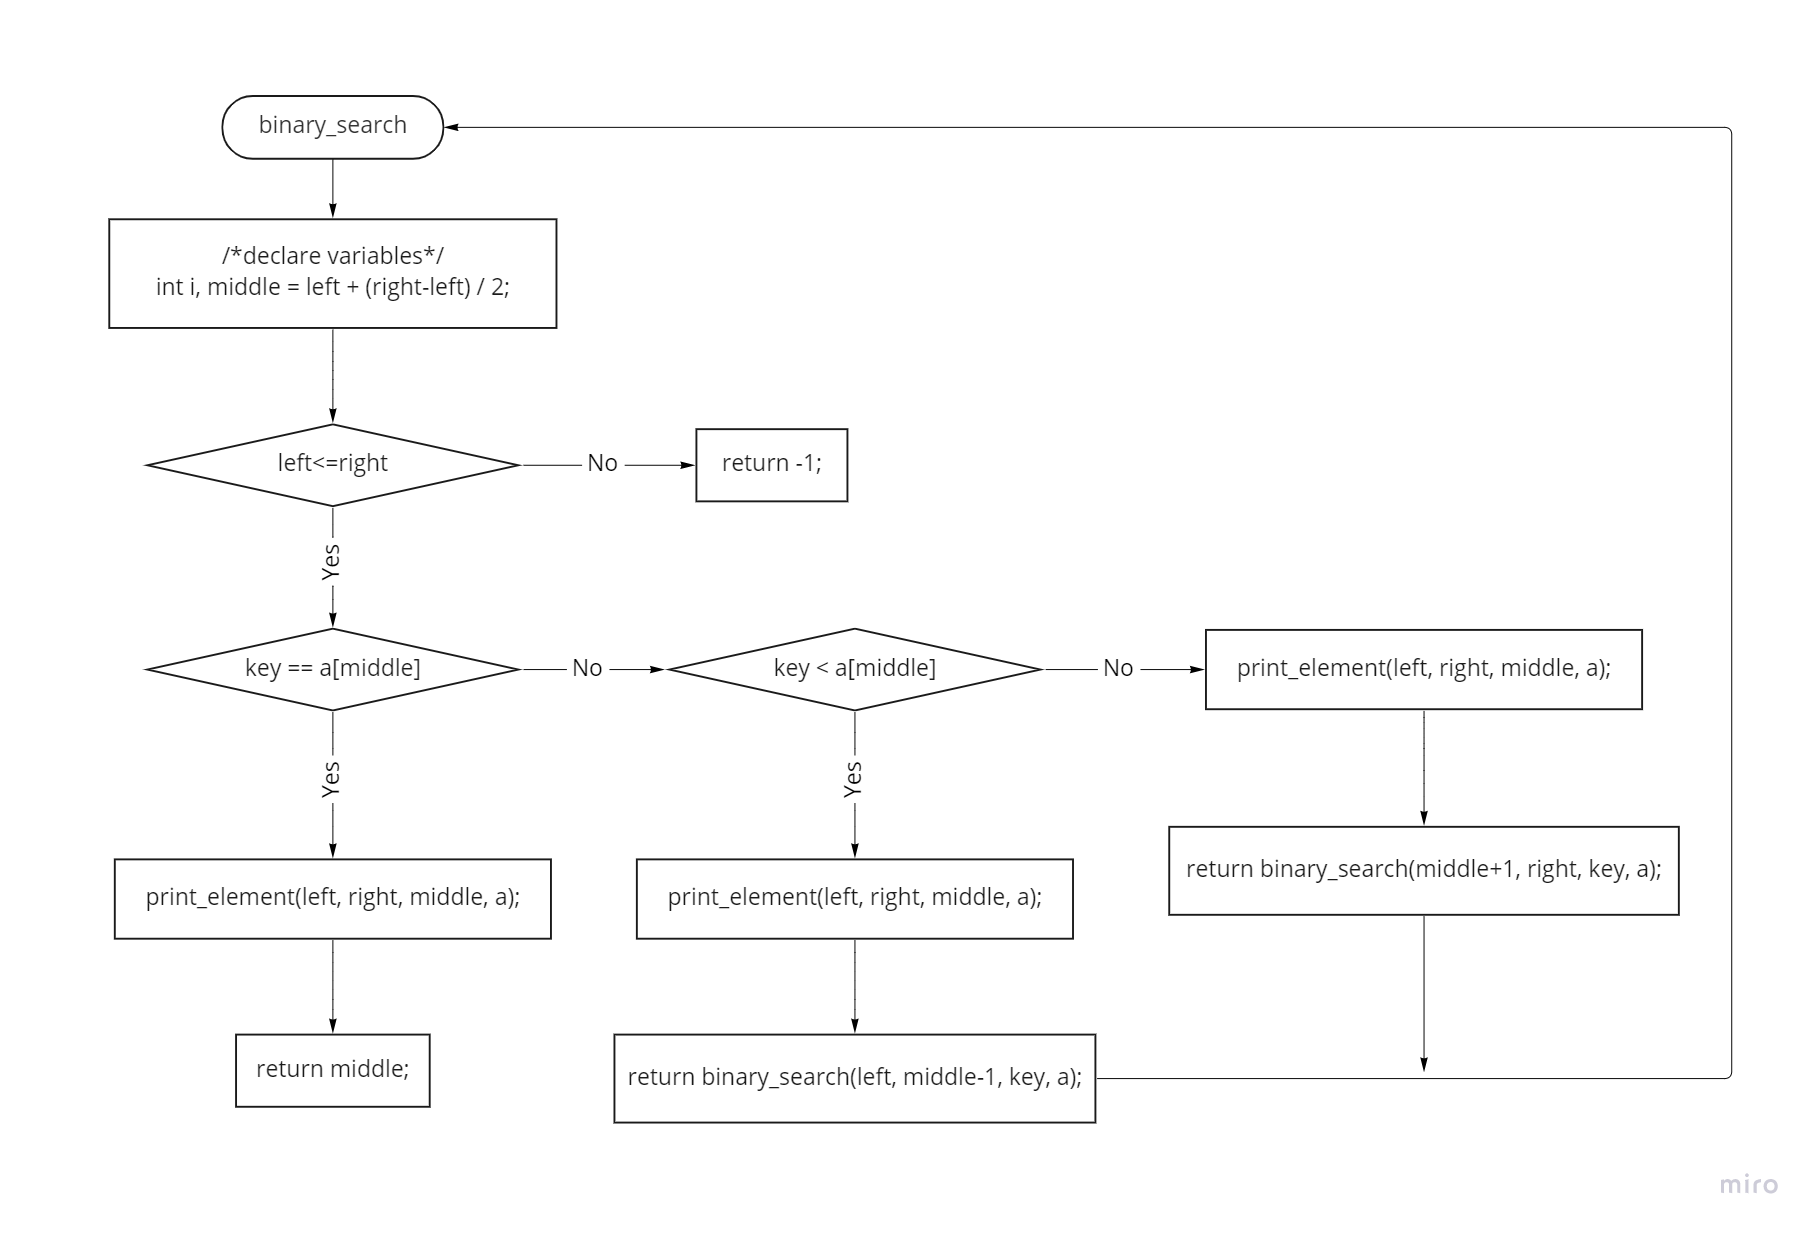 binary_search
/*declare variables*/
int i, middle = left + (right-left) / 2;
left<=right
No
return -1;
Yes
key == a[middle]
No
key < a[middle]
No
print_element(left, right, middle, a);
Yes
Yes
return binary_search(middle+1, right, key, a);
print_element(left, right, middle, a);
print_element(left, right, middle, a);
return middle;
return binary_search(left, middle-1, key, a);
miro